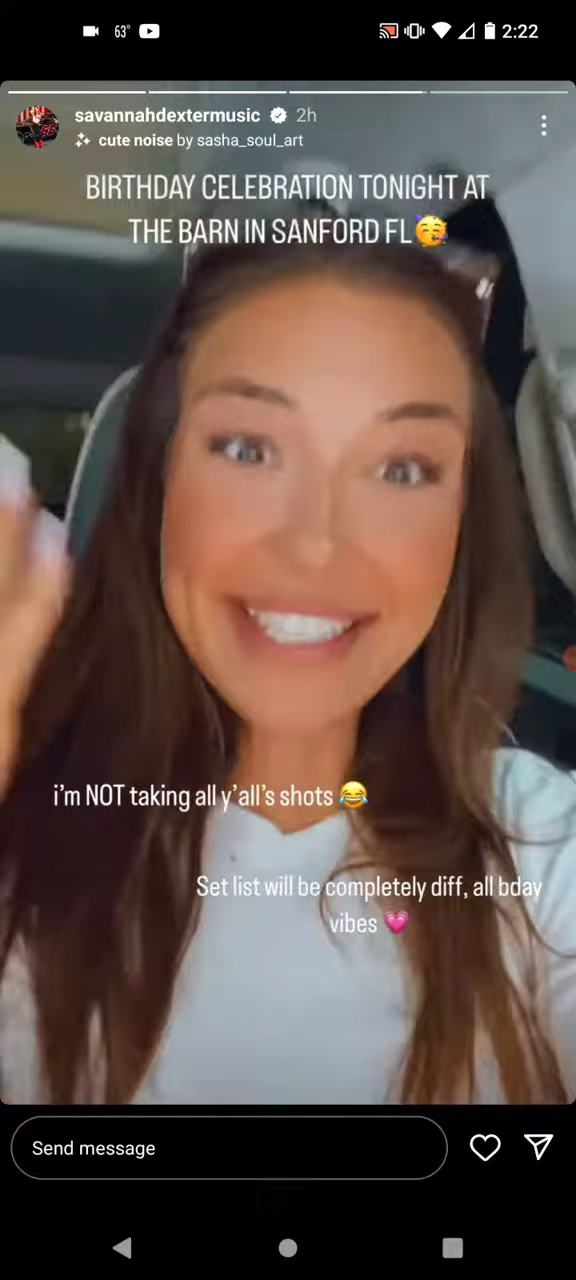 63° 2:22
savannahdextermusic 2h
cute noise by sasha_soul_art
BIRTHDAY CELEBRATION TONIGHT AT
THE BARN IN SANFORD FL🥳
i'm NOT taking all y'all's shots 😂
Set list will be completely diff, all bday
vibes 💗
Send message